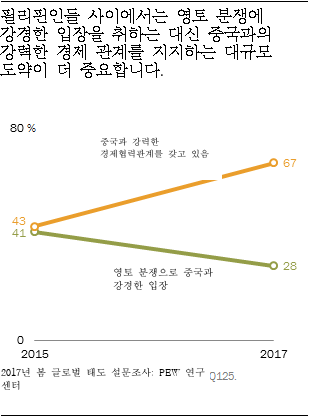 필리핀인들 사이에서는 영토 분쟁에
강경한 입장을 취하는 대신 중국과의
강력한 경제 관계를 지지하는 대규모
도약이 더 중요합니다.
80 %
중국과 강력한
경제협력관계를 갖고 있음
67
43
41
28
영토 분쟁으로 중국과
강경한 입장
0
2015 2017
2017년 봄 글로벌 태도 설문조사: PEW 연구 Q125.
센터